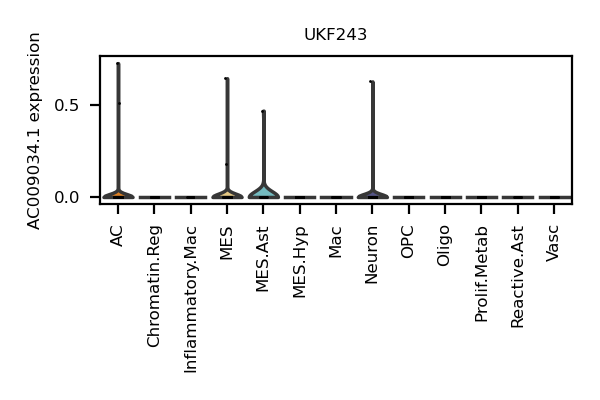 UKF243
AC009034.1 expression
0.5
0.0
AC
Chromatin.Reg
Inflammatory.Mac
MES
MES.Ast
MES.Hyp
Mac
Neuron
OPC
Oligo
Prolif.Metab
Reactive.Ast
Vasc